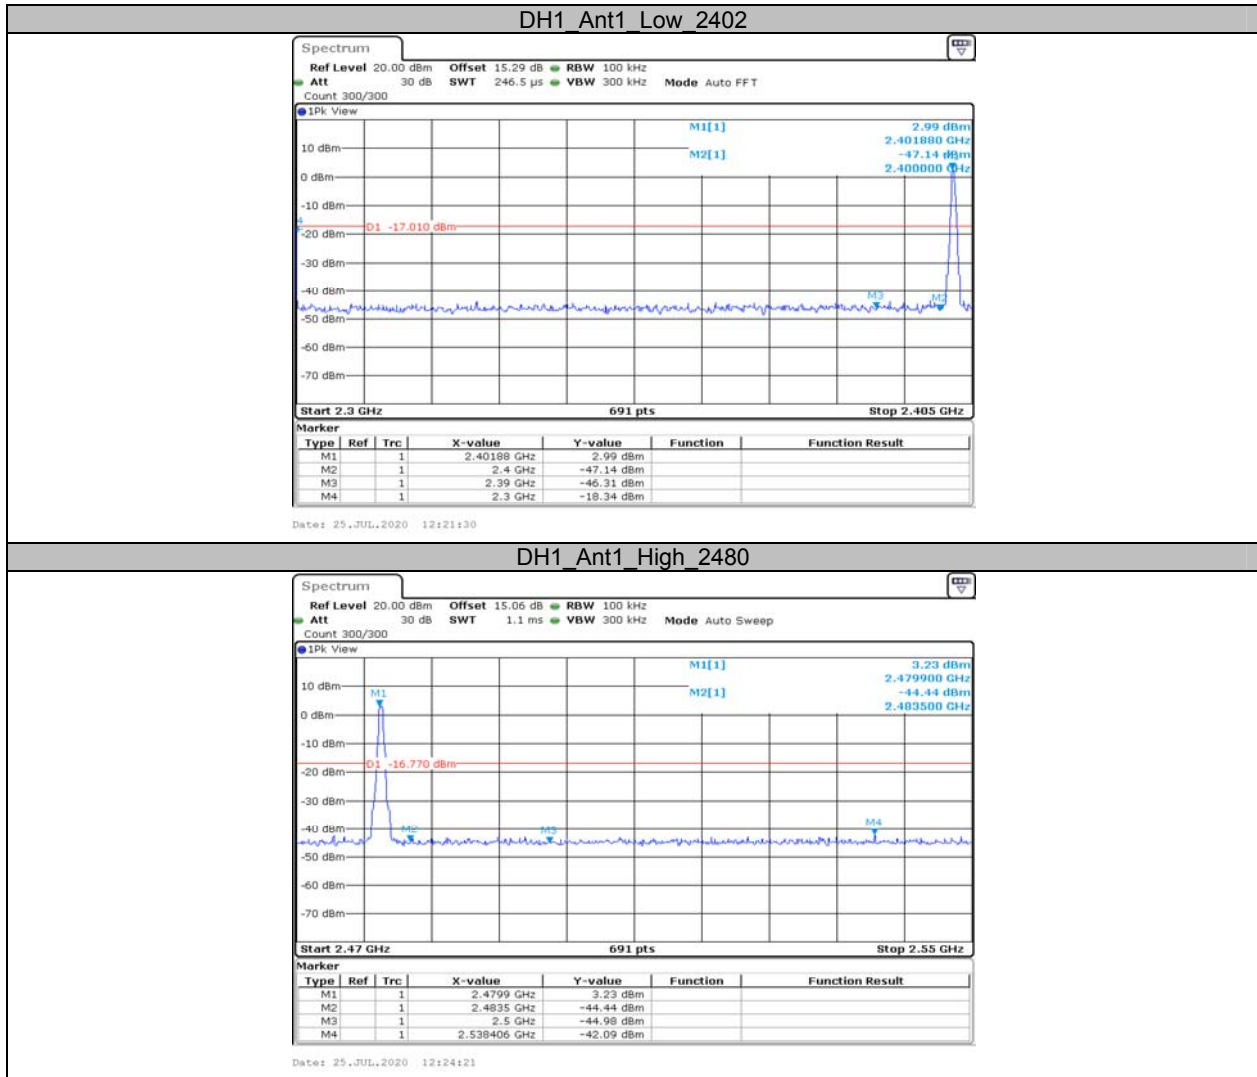 DH1_Ant1_Low_2402
Spectrum
Ref Level 20.00 dBm Offset 15.29 dB RBW 100 kHz
Att 30 dB SWT 246.5 µs VBW 300 kHz Mode Auto FFT
Count 300/300
1Pk View
M1[1] 2.99 dBm
2.401880 GHz
10 dBm
M2[1] -47.14 dBm
2.400000 GHz
0 dBm
-10 dBm
D1 -17.010 dBm
-20 dBm
-30 dBm
-40 dBm
M3 M2
-50 dBm
-60 dBm
-70 dBm
Start 2.3 GHz 691 pts Stop 2.405 GHz
Marker
Type Ref Trc X-value Y-value Function Function Result
M1 1 2.40188 GHz 2.99 dBm
M2 1 2.4 GHz -47.14 dBm
M3 1 2.39 GHz -46.31 dBm
M4 1 2.3 GHz -18.34 dBm
Date: 25.JUL.2020 12:21:30
DH1_Ant1_High_2480
Spectrum
Ref Level 20.00 dBm Offset 15.06 dB RBW 100 kHz
Att 30 dB SWT 1.1 ms VBW 300 kHz Mode Auto Sweep
Count 300/300
1Pk View
M1[1] 3.23 dBm
2.479900 GHz
10 dBm
M1 M2[1] -44.44 dBm
2.483500 GHz
0 dBm
-10 dBm
D1 -16.770 dBm
-20 dBm
-30 dBm
-40 dBm
M2 M3 M4
-50 dBm
-60 dBm
-70 dBm
Start 2.47 GHz 691 pts Stop 2.55 GHz
Marker
Type Ref Trc X-value Y-value Function Function Result
M1 1 2.4799 GHz 3.23 dBm
M2 1 2.4835 GHz -44.44 dBm
M3 1 2.5 GHz -44.98 dBm
M4 1 2.538406 GHz -42.09 dBm
Date: 25.JUL.2020 12:24:21